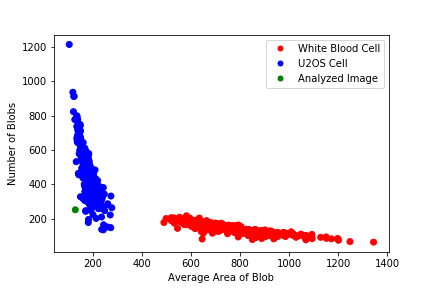 1200
1000
800
600
400
200
Number of Blobs
White Blood Cell
U2OS Cell
Analyzed Image
200 400 600 800 1000 1200 1400
Average Area of Blob